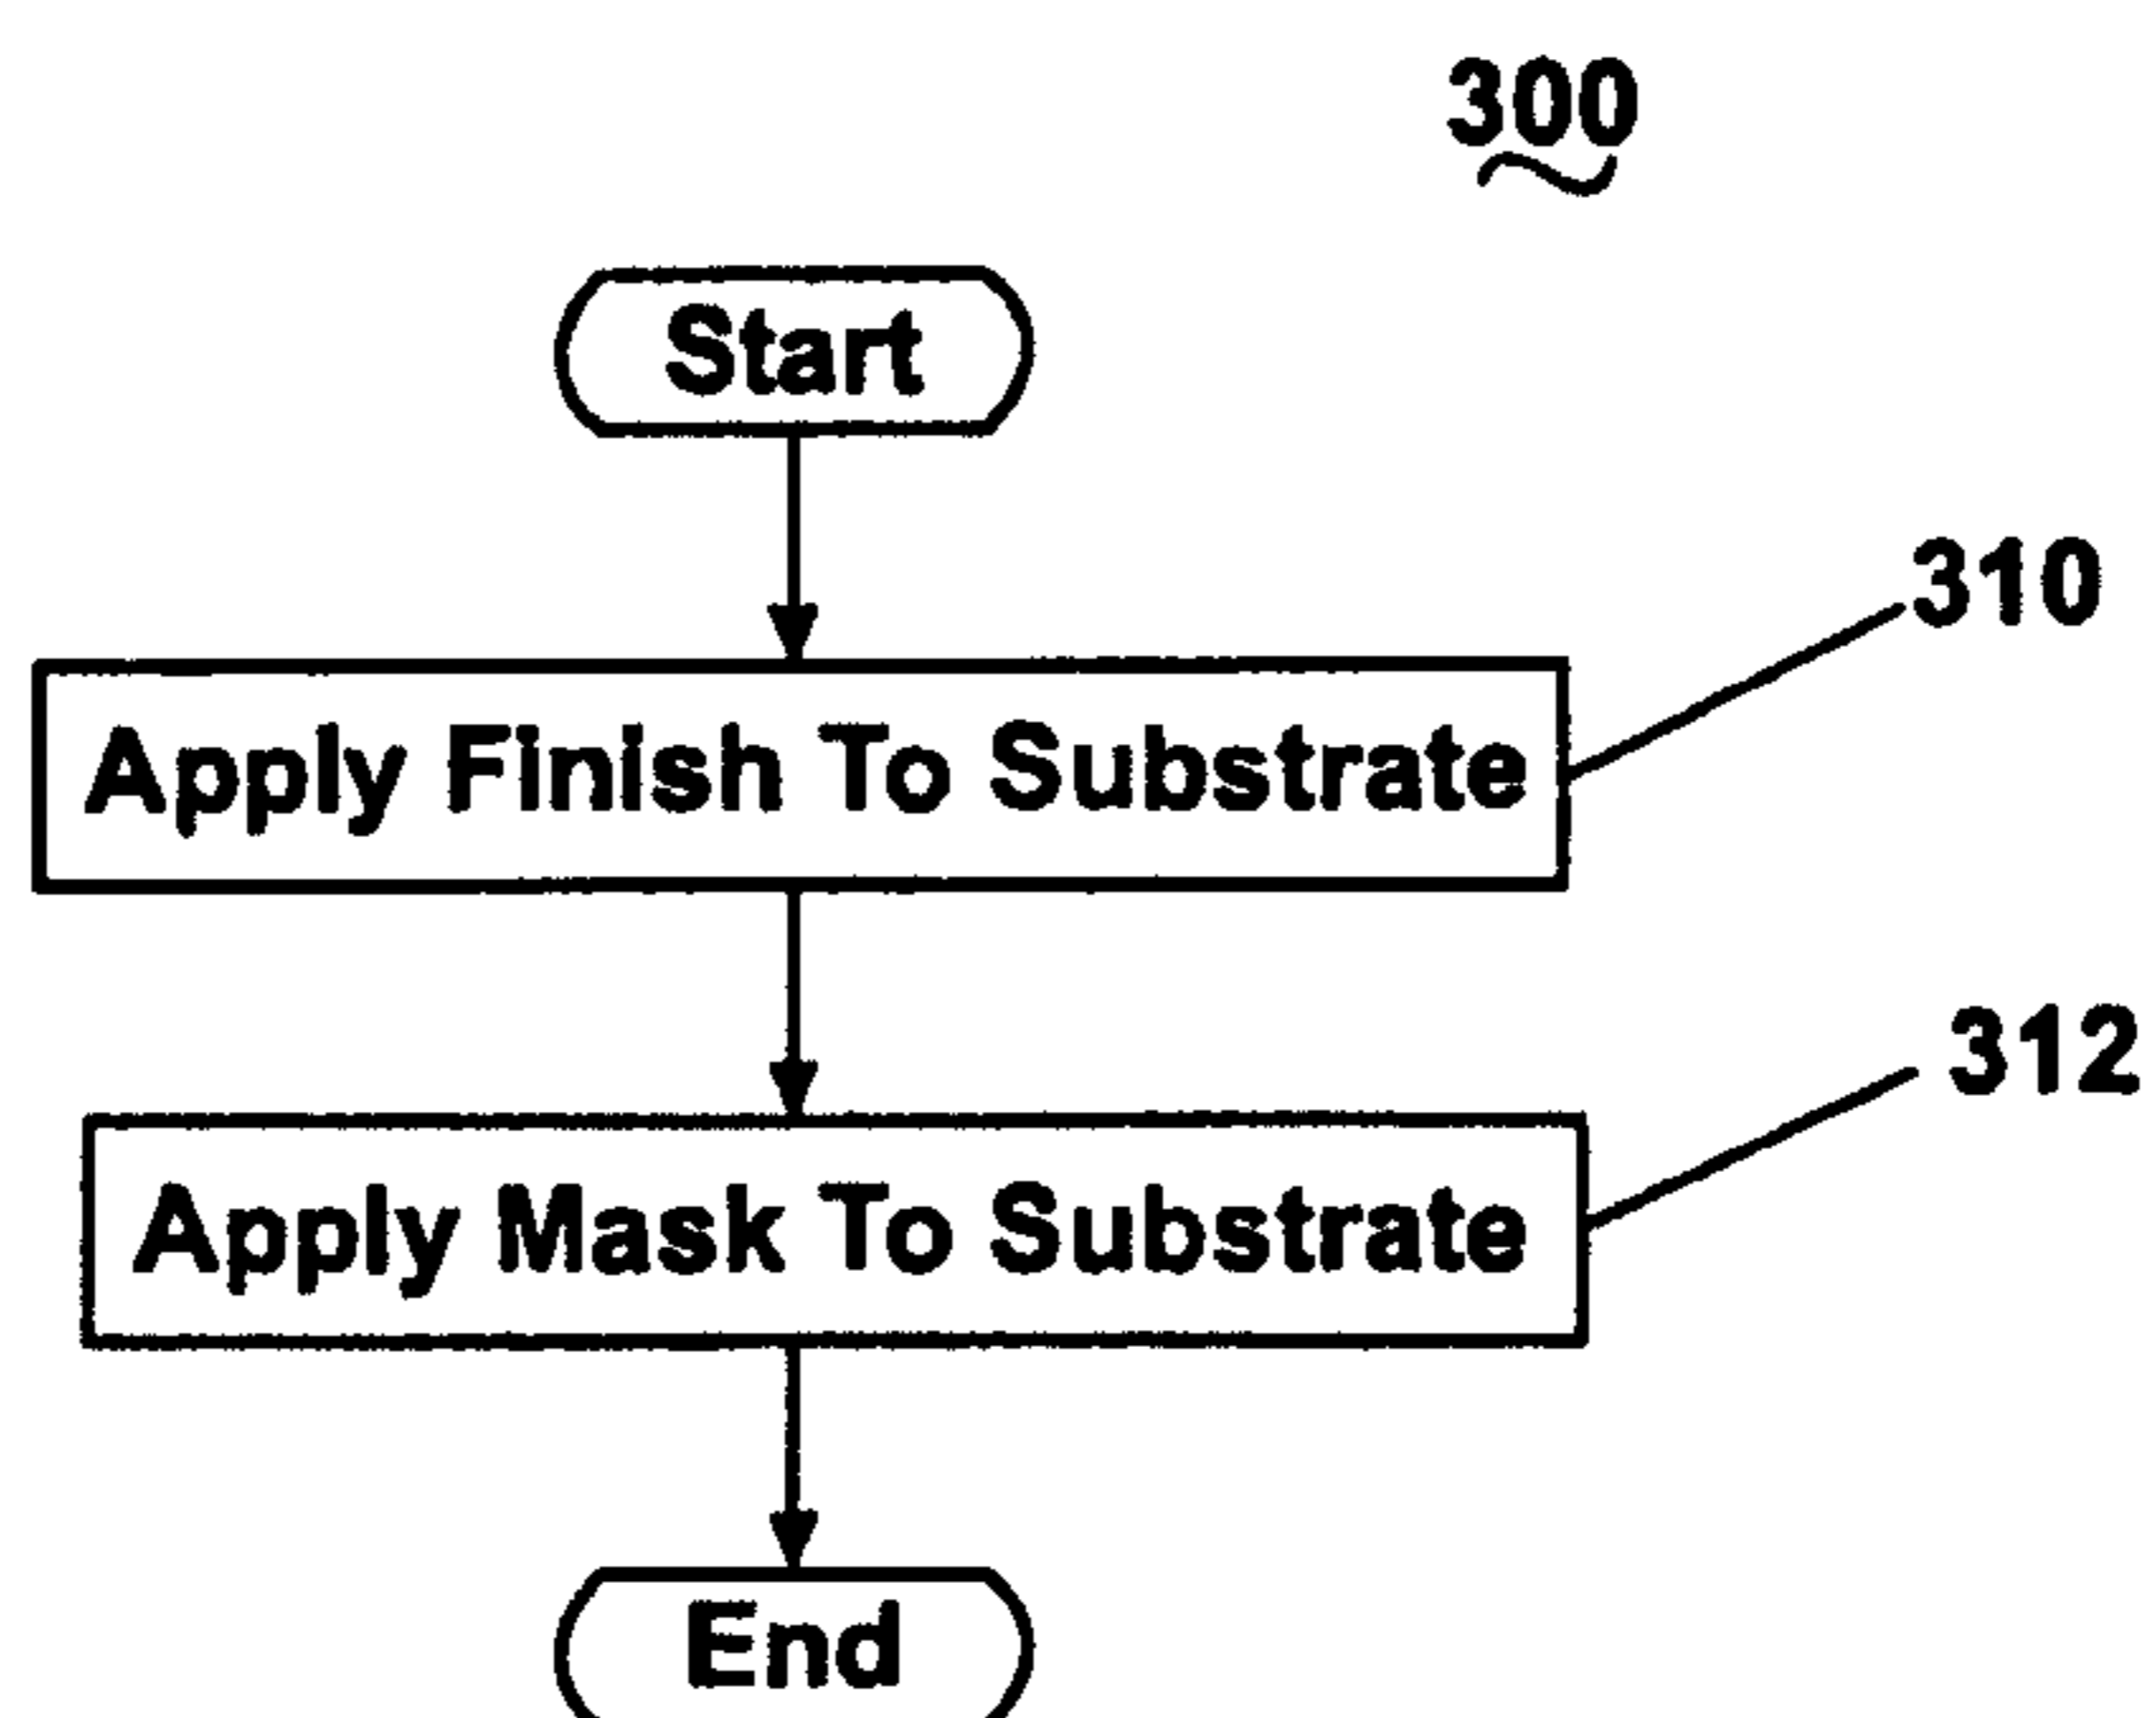 300
Start
310
Apply Finish To Substrate
312
Apply Mask To Substrate
End